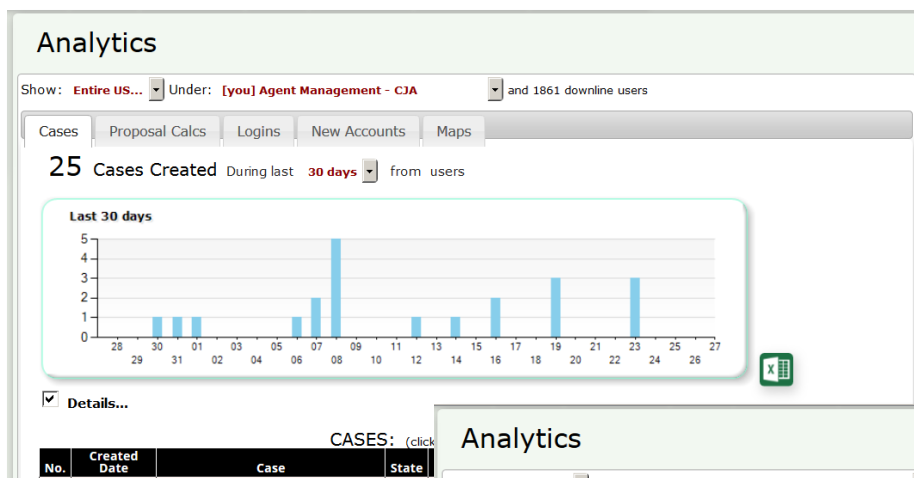 Analytics
Show: Entire US... Under: [you] Agent Management - CJA and 1861 downline users
Cases Proposal Calcs Logins New Accounts Maps
25 Cases Created During last 30 days from users
Last 30 days
5
4
3
2
1
0
28 30 01 03 05 07 09 11 13 15 17 19 21 23 25 27
29 31 02 04 06 08 10 12 14 16 18 20 22 24 26
X
Details...
CASES: (click
Analytics
No. Created Date Case State